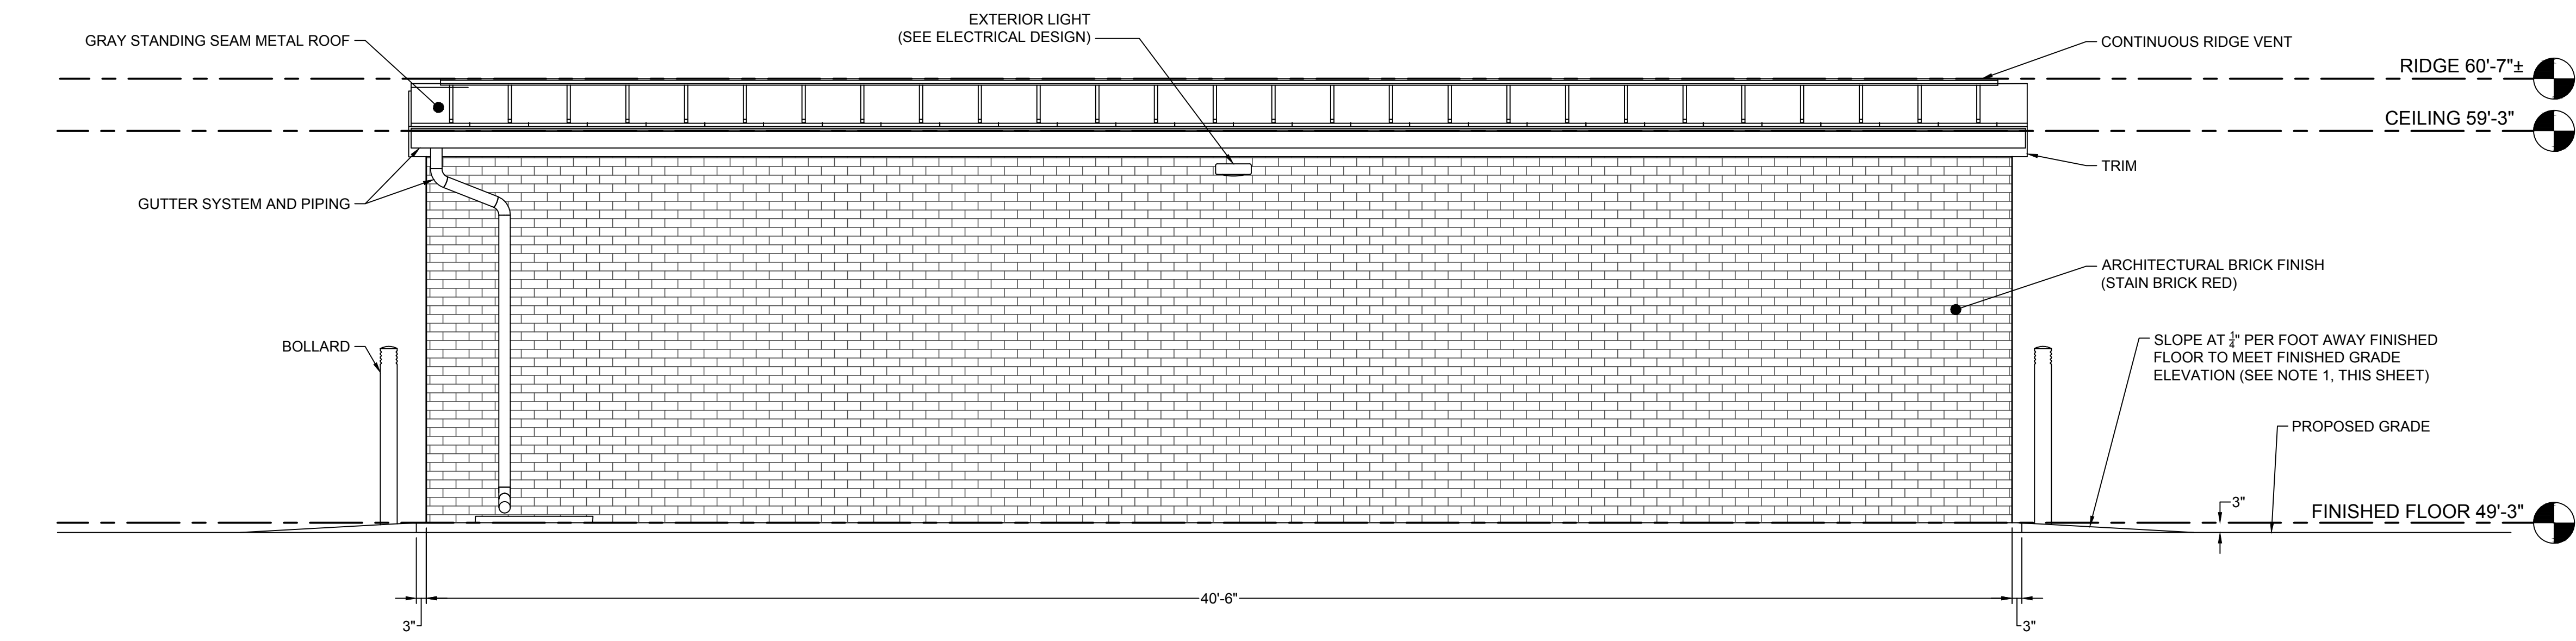 EXTERIOR LIGHT
(SEE ELECTRICAL DESIGN)
GRAY STANDING SEAM METAL ROOF
CONTINUOUS RIDGE VENT
RIDGE 60'-7"±
CEILING 59'-3"
TRIM
GUTTER SYSTEM AND PIPING
ARCHITECTURAL BRICK FINISH
(STAIN BRICK RED)
BOLLARD
SLOPE AT 1/4" PER FOOT AWAY FINISHED
FLOOR TO MEET FINISHED GRADE
ELEVATION (SEE NOTE 1, THIS SHEET)
PROPOSED GRADE
3"
FINISHED FLOOR 49'-3"
40'-6"
3"
3"